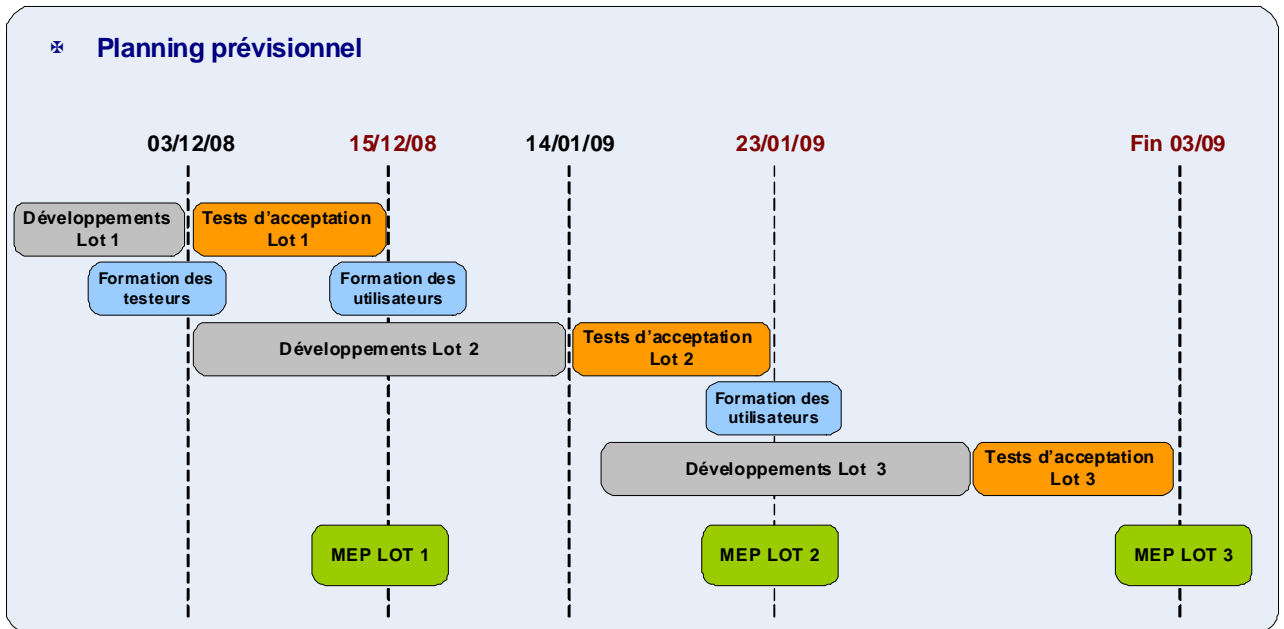 Planning prévisionnel
03/12/08 15/12/08 14/01/09 23/01/09 Fin 03/09
Développements
Lot 1
Tests d’acceptation
Lot 1
Formation des
testeurs
Formation des
utilisateurs
Développements Lot 2
Tests d’acceptation
Lot 2
Formation des
utilisateurs
Développements Lot 3
Tests d’acceptation
Lot 3
MEP LOT 1
MEP LOT 2
MEP LOT 3